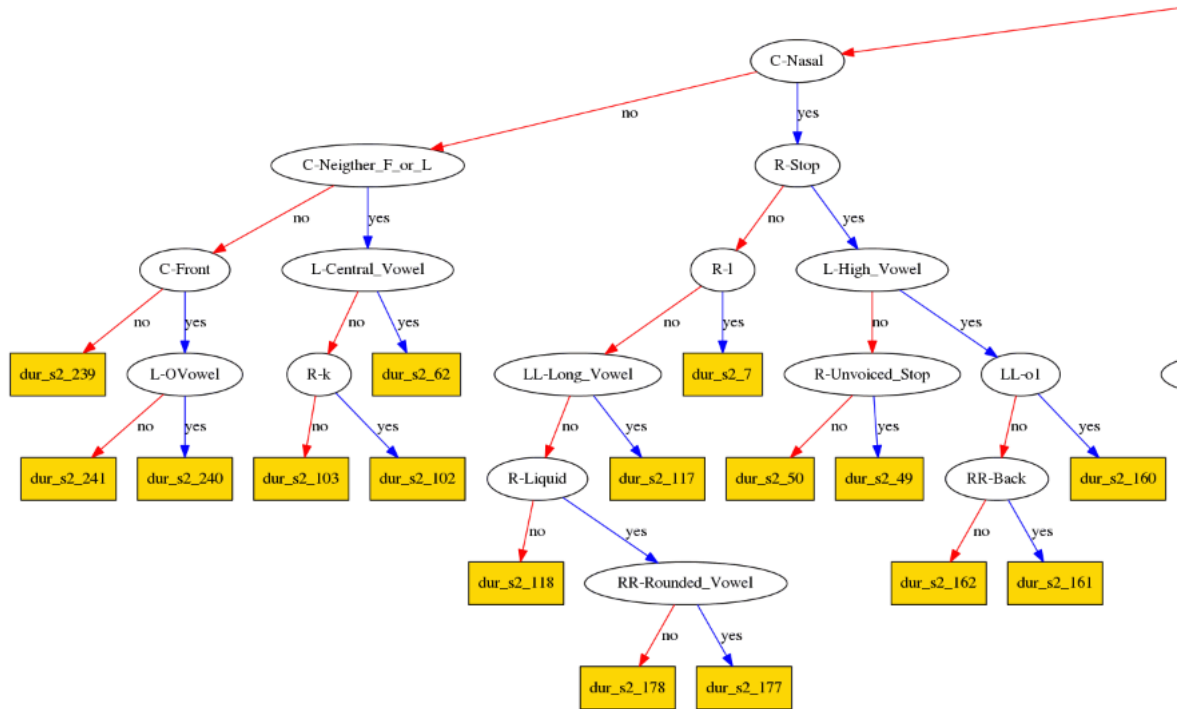 C-Nasal
no
yes
C-Neigther_F_or_L
R-Stop
no
yes
no
yes
C-Front
L-Central_Vowel
R-l
L-High_Vowel
no
yes
no
yes
no
yes
no
yes
dur_s2_239
L-OVowel
R-k
dur_s2_62
LL-Long_Vowel
dur_s2_7
R-Unvoiced_Stop
LL-o1
no
yes
no
yes
no
yes
no
yes
no
yes
dur_s2_241
dur_s2_240
dur_s2_103
dur_s2_102
R-Liquid
dur_s2_117
dur_s2_50
dur_s2_49
RR-Back
dur_s2_160
no
yes
no
yes
dur_s2_118
RR-Rounded_Vowel
dur_s2_162
dur_s2_161
no
yes
dur_s2_178
dur_s2_177